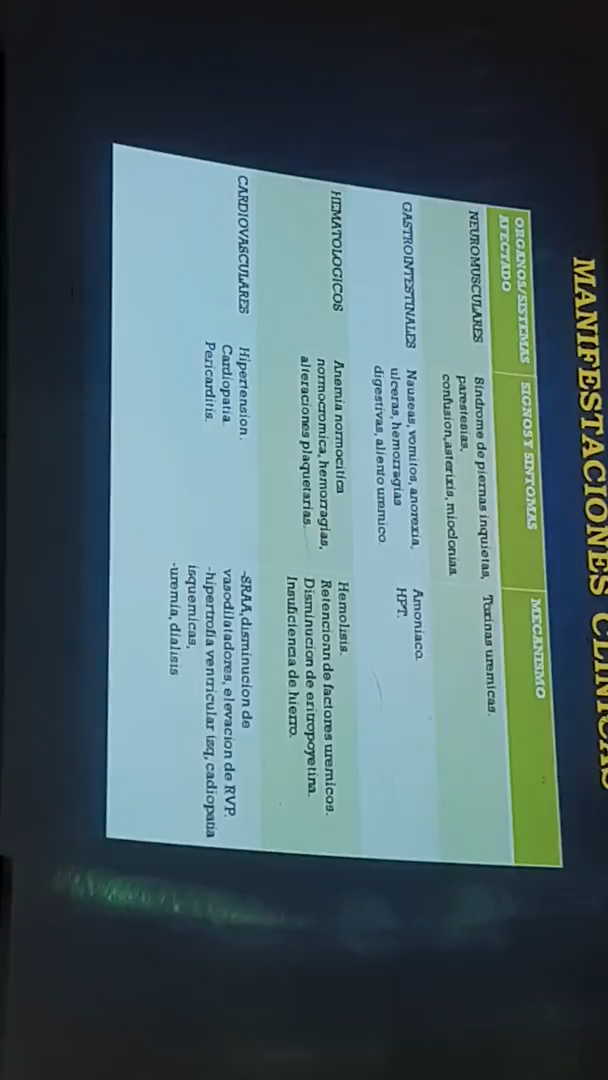 MANIFESTACIONES CLINICAS
ORGANOS/SISTEMAS
AFECTADO
SIGNOS Y SINTOMAS
MECANISMO
NEUROMUSCULARES
Sindrome de piernas inquietas,
parestesias,
confusion,asterixis, mioclonias.
Toxinas uremicas.
GASTROINTESTINALES
Nauseas, vomitos, anorexia,
ulceras, hemorragias
digestivas, aliento uremico.
Amoniaco.
HPT.
HEMATOLOGICOS
Anemia normocitica
normocromica, hemorragias,
alteraciones plaquetarias.
Hemolisis.
Retencionn de factores uremicos.
Disminucion de eritropoyetina.
Insuficiencia de hierro.
CARDIOVASCULARES
Hipertension.
Cardiopatia.
Pericarditis.
-SRAA,disminucion de
vasodilatadores, elevacion de RVP.
-hipertrofia ventricular izq, cadiopatia
isquemicas,
-uremia, dialisis